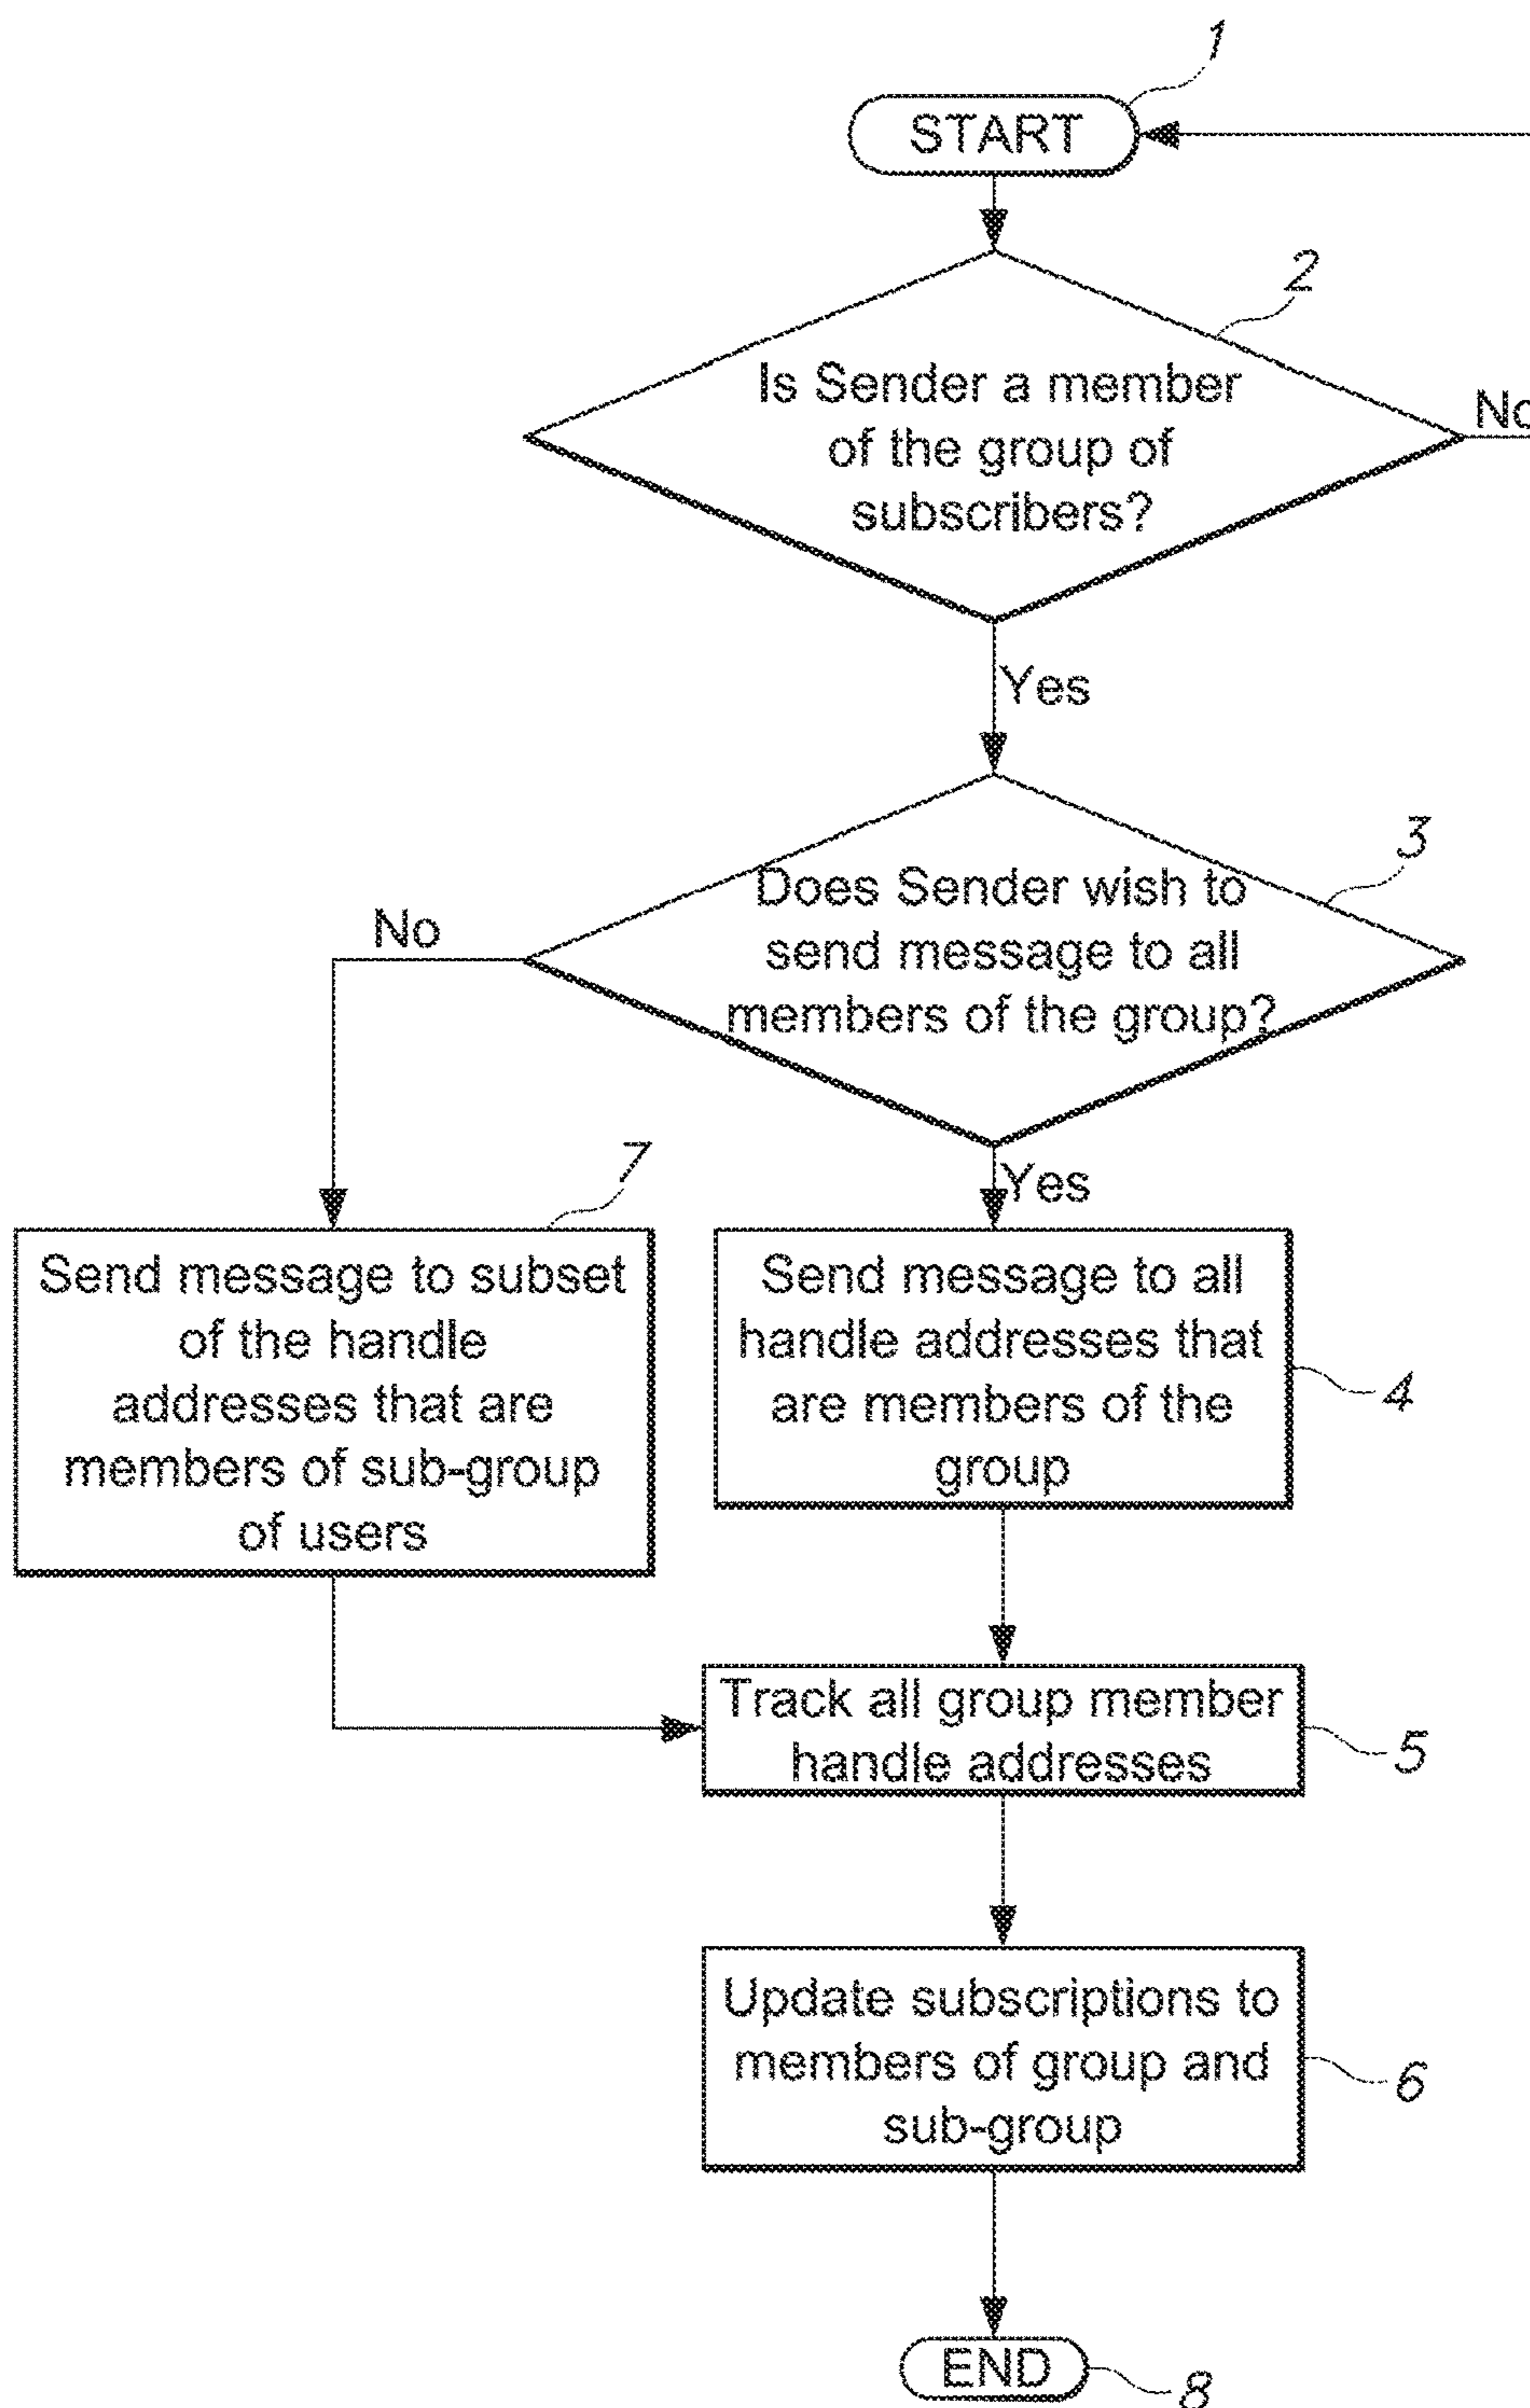 1
START
2
Is Sender a member
of the group of
subscribers?
No
Yes
3
Does Sender wish to
send message to all
members of the group?
No
Yes
7
Send message to subset
of the handle
addresses that are
members of sub-group
of users
Send message to all
handle addresses that
are members of the
group
4
Track all group member
handle addresses
5
Update subscriptions to
members of group and
sub-group
6
END
8